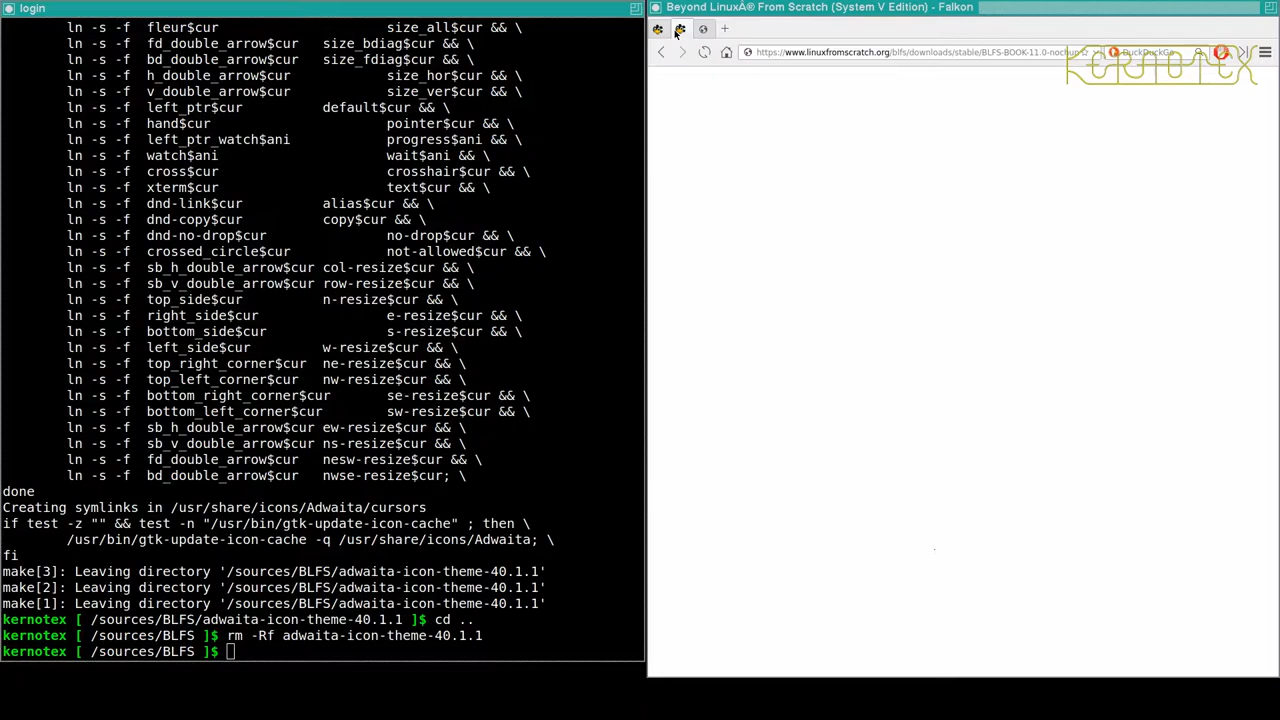 login
ln -s -f fleur$cur size_all$cur && \
ln -s -f fd_double_arrow$cur size_bdiag$cur && \
ln -s -f bd_double_arrow$cur size_fdiag$cur && \
ln -s -f h_double_arrow$cur size_hor$cur && \
ln -s -f v_double_arrow$cur size_ver$cur && \
ln -s -f left_ptr$cur default$cur && \
ln -s -f hand$cur pointer$cur && \
ln -s -f left_ptr_watch$ani progress$ani && \
ln -s -f watch$ani wait$ani && \
ln -s -f cross$cur crosshair$cur && \
ln -s -f xterm$cur text$cur && \
ln -s -f dnd-link$cur alias$cur && \
ln -s -f dnd-copy$cur copy$cur && \
ln -s -f dnd-no-drop$cur no-drop$cur && \
ln -s -f crossed_circle$cur not-allowed$cur && \
ln -s -f sb_h_double_arrow$cur col-resize$cur && \
ln -s -f sb_v_double_arrow$cur row-resize$cur && \
ln -s -f top_side$cur n-resize$cur && \
ln -s -f right_side$cur e-resize$cur && \
ln -s -f bottom_side$cur s-resize$cur && \
ln -s -f left_side$cur w-resize$cur && \
ln -s -f top_right_corner$cur ne-resize$cur && \
ln -s -f top_left_corner$cur nw-resize$cur && \
ln -s -f bottom_right_corner$cur se-resize$cur && \
ln -s -f bottom_left_corner$cur sw-resize$cur && \
ln -s -f sb_h_double_arrow$cur ew-resize$cur && \
ln -s -f sb_v_double_arrow$cur ns-resize$cur && \
ln -s -f fd_double_arrow$cur nesw-resize$cur && \
ln -s -f bd_double_arrow$cur nwse-resize$cur; \
done
Creating symlinks in /usr/share/icons/Adwaita/cursors
if test -z "" && test -n "/usr/bin/gtk-update-icon-cache" ; then \
/usr/bin/gtk-update-icon-cache -q /usr/share/icons/Adwaita; \
fi
make[3]: Leaving directory '/sources/BLFS/adwaita-icon-theme-40.1.1'
make[2]: Leaving directory '/sources/BLFS/adwaita-icon-theme-40.1.1'
make[1]: Leaving directory '/sources/BLFS/adwaita-icon-theme-40.1.1'
kernotex [ /sources/BLFS/adwaita-icon-theme-40.1.1 ]$ cd ..
kernotex [ /sources/BLFS ]$ rm -Rf adwaita-icon-theme-40.1.1
kernotex [ /sources/BLFS ]$
Beyond LinuxÂ® From Scratch (System V Edition) - Falkon
https://www.linuxfromscratch.org/blfs/downloads/stable/BLFS-BOOK-11.0-nochun DuckDuckGo
KERNOTEX